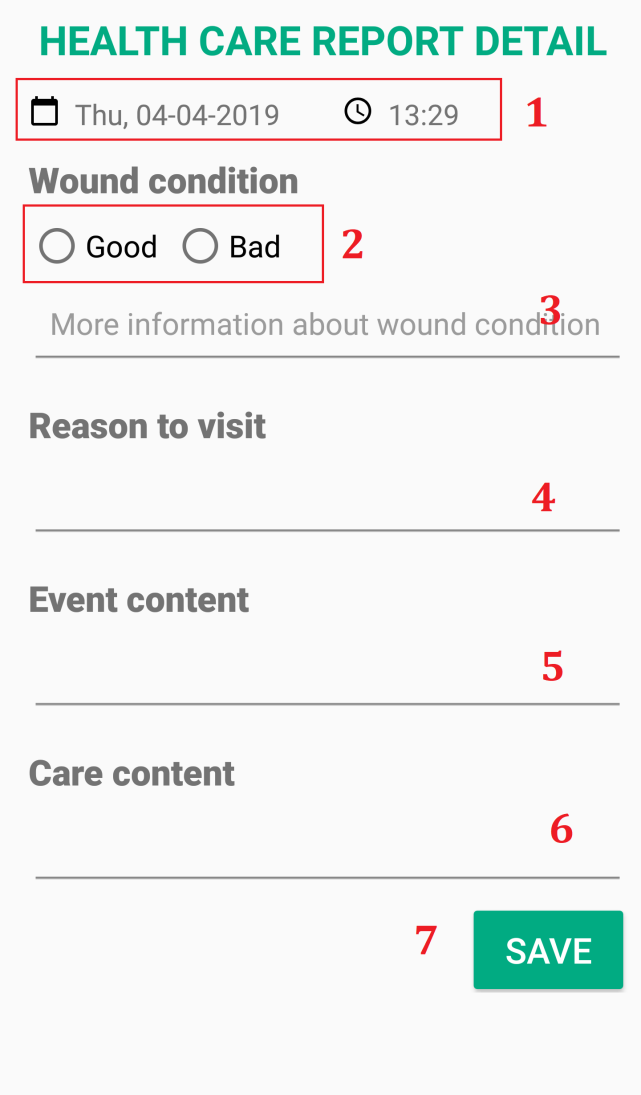 HEALTH CARE REPORT DETAIL
Thu, 04-04-2019 13:29 1
Wound condition
Good Bad 2
3
More information about wound condition
Reason to visit
4
Event content
5
Care content
6
7 SAVE